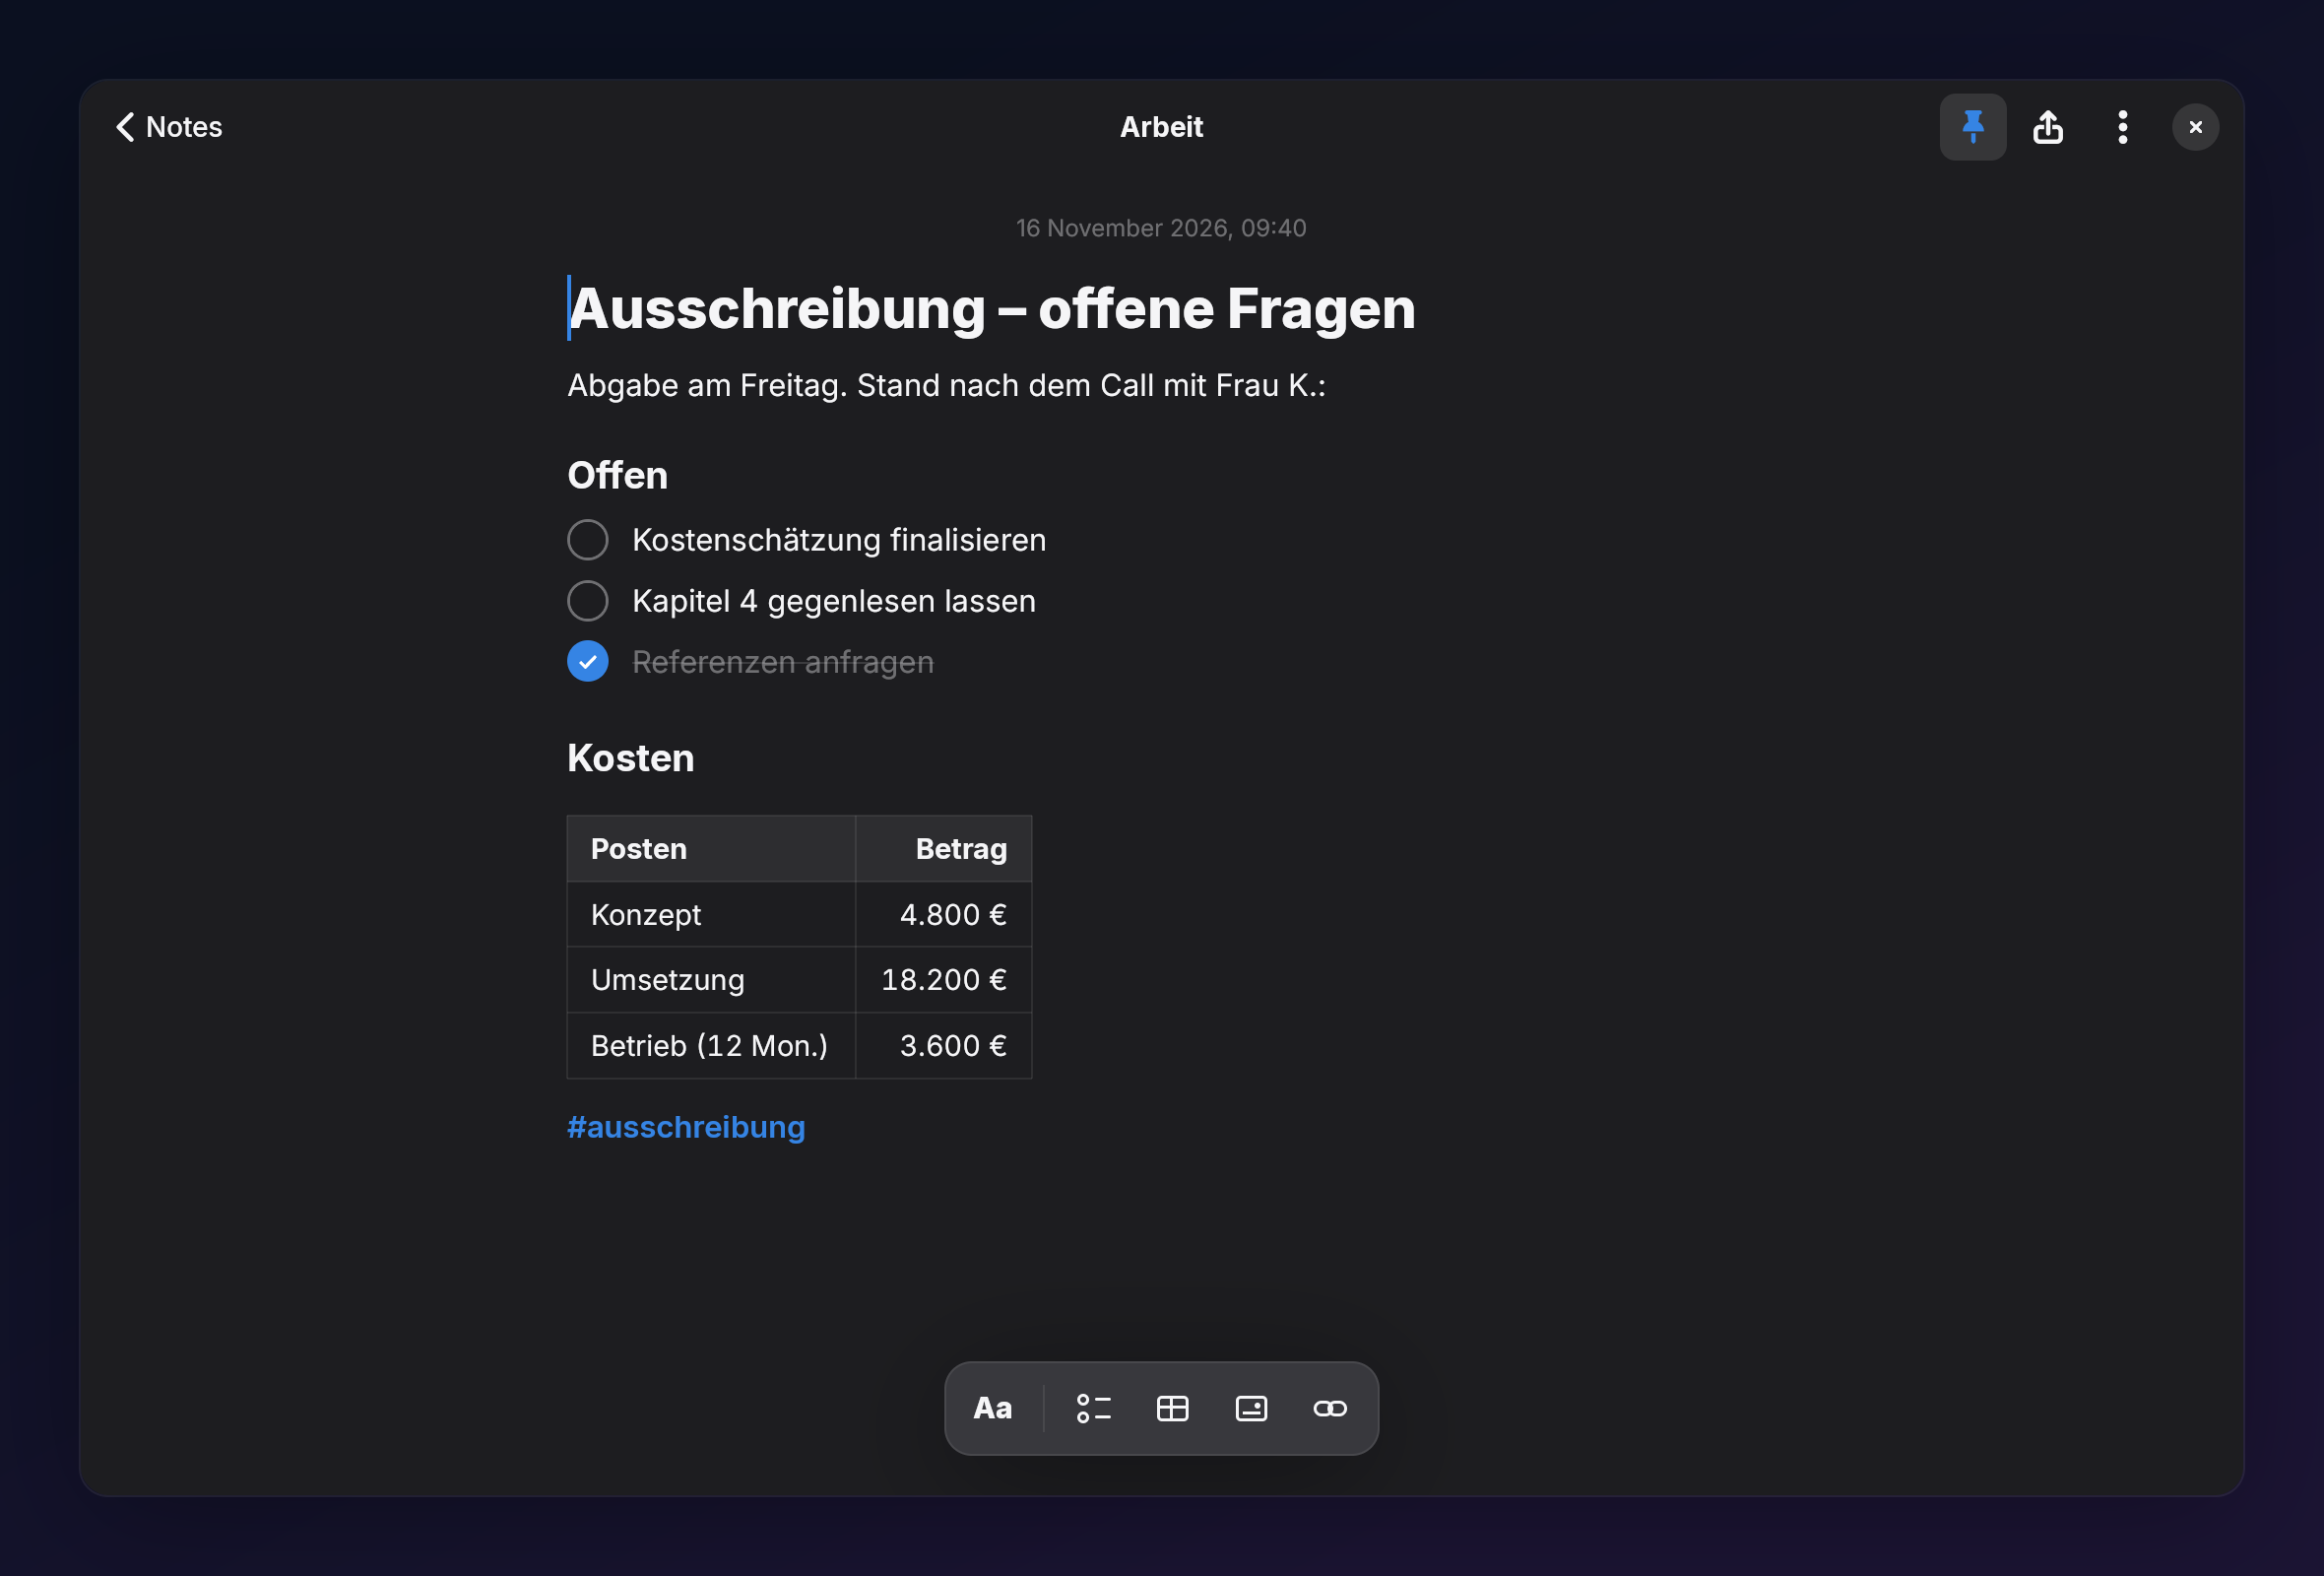 Notes
Arbeit
16 November 2026, 09:40
Ausschreibung – offene Fragen
Abgabe am Freitag. Stand nach dem Call mit Frau K.:
Offen
Kostenschätzung finalisieren
Kapitel 4 gegenlesen lassen
Referenzen anfragen
Kosten
Posten Betrag
Konzept 4.800 €
Umsetzung 18.200 €
Betrieb (12 Mon.) 3.600 €
#ausschreibung
Aa